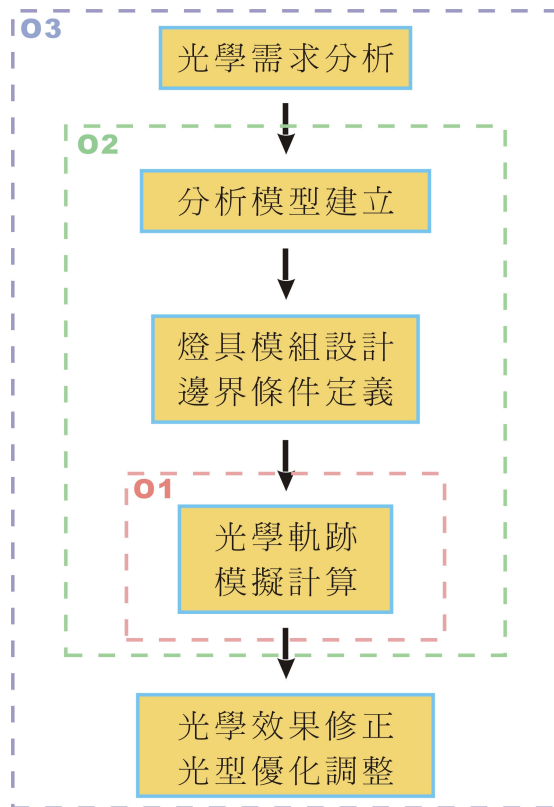 O3
光學需求分析
O2
分析模型建立
燈具模組設計
邊界條件定義
O1
光學軌跡
模擬計算
光學效果修正
光型優化調整